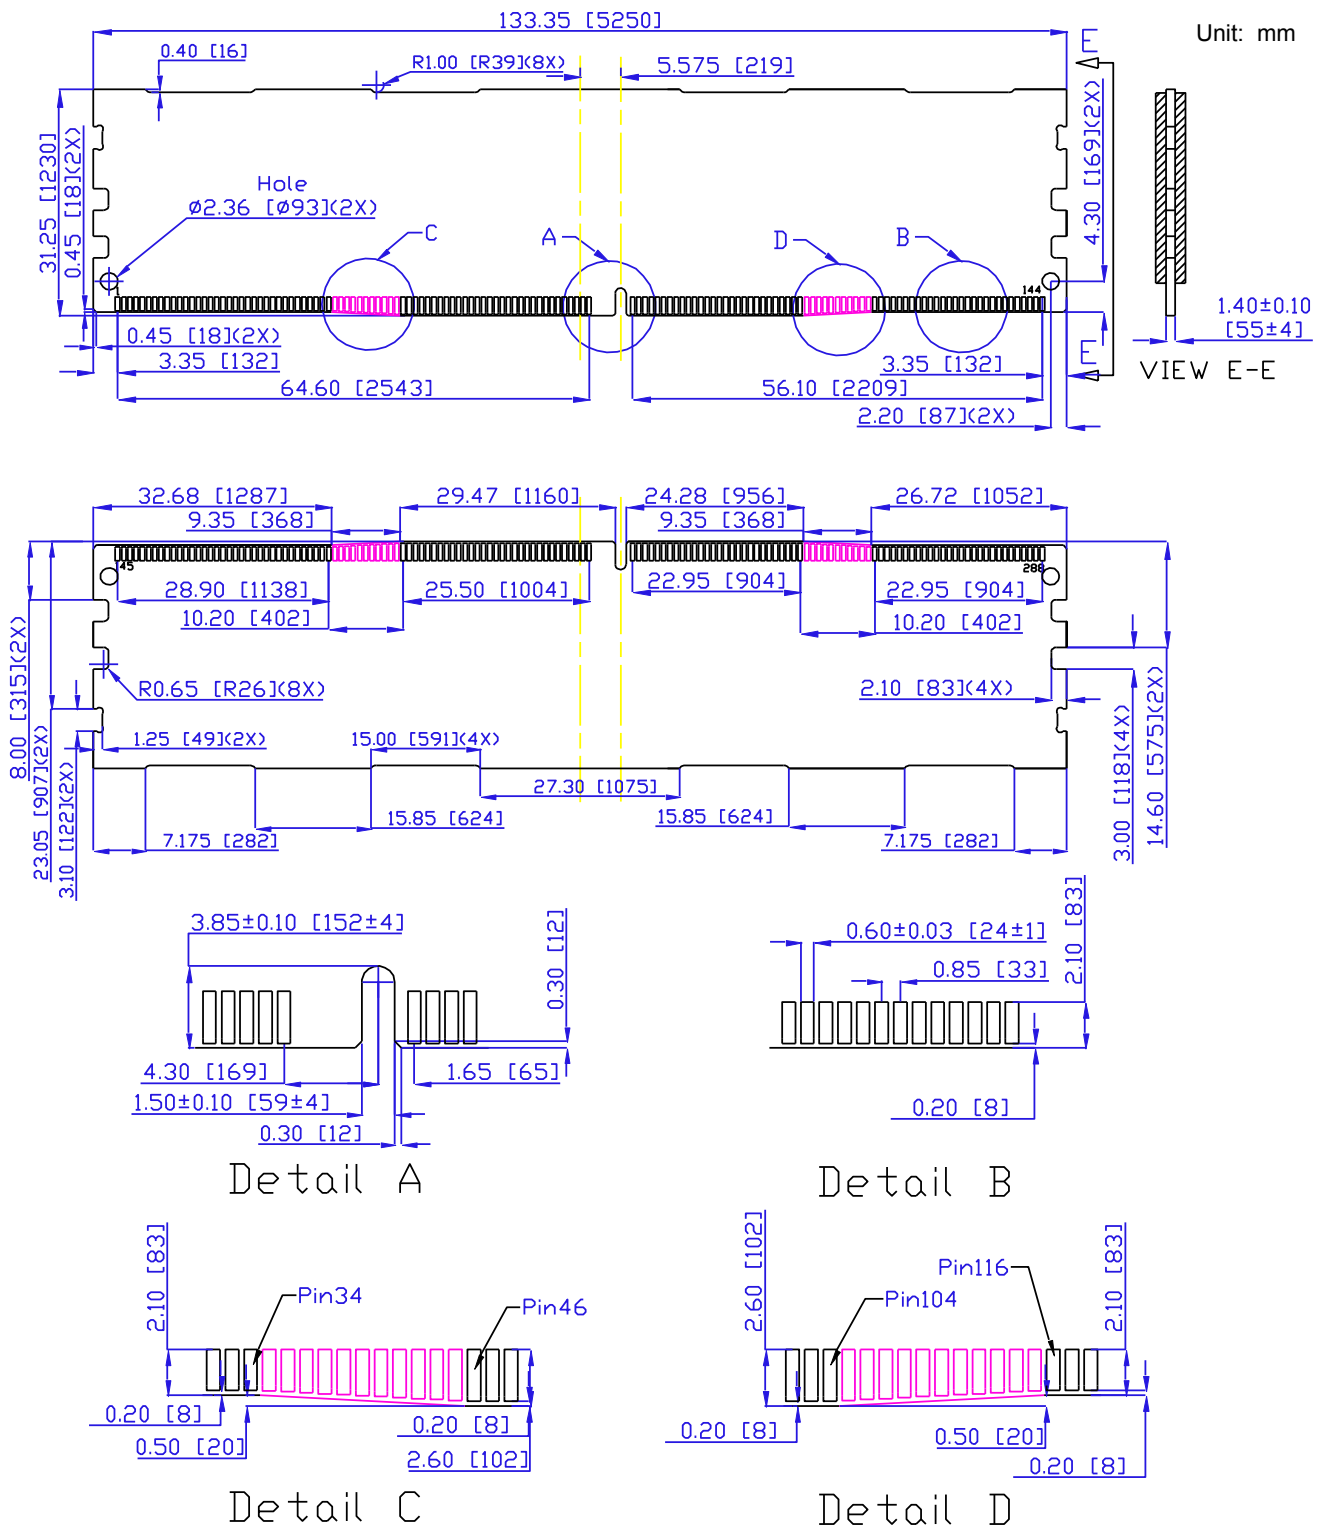 133.35 [5250]
Unit: mm
0.40 [16]
R1.00 [R39](8X)
5.575 [219]
E
31.25 [1230]
0.45 [18](2X)
4.30 [169](2X)
Hole
Ø2.36 [Ø93](2X)
C
A
D
B
144
1.40±0.10
[55±4]
0.45 [18](2X)
E
3.35 [132]
3.35 [132]
VIEW E-E
64.60 [2543]
56.10 [2209]
2.20 [87](2X)
32.68 [1287]
29.47 [1160]
24.28 [956]
26.72 [1052]
9.35 [368]
9.35 [368]
145
288
28.90 [1138]
25.50 [1004]
22.95 [904]
22.95 [904]
10.20 [402]
10.20 [402]
8.00 [315](2X)
R0.65 [R26](8X)
2.10 [83](4X)
14.60 [575](2X)
3.00 [118](4X)
23.05 [907](2X)
3.10 [122](2X)
1.25 [49](2X)
15.00 [591](4X)
27.30 [1075]
15.85 [624]
15.85 [624]
7.175 [282]
7.175 [282]
3.85±0.10 [152±4]
0.30 [12]
0.60±0.03 [24±1]
2.10 [83]
0.85 [33]
4.30 [169]
1.65 [65]
1.50±0.10 [59±4]
0.20 [8]
0.30 [12]
Detail A
Detail B
2.10 [83]
2.60 [102]
2.10 [83]
Pin34
Pin46
Pin116
Pin104
0.20 [8]
0.20 [8]
0.20 [8]
0.50 [20]
0.50 [20]
2.60 [102]
0.20 [8]
Detail C
Detail D